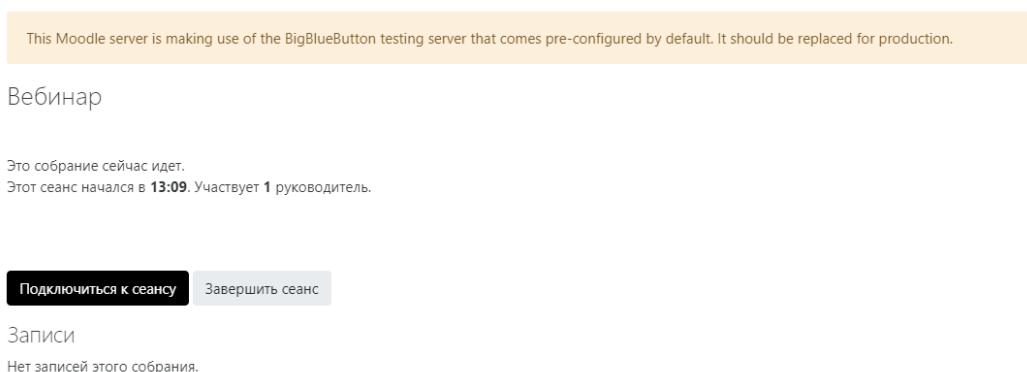 This Moodle server is making use of the BigBlueButton testing server that comes pre-configured by default. It should be replaced for production.
Вебинар
Это собрание сейчас идет.
Этот сеанс начался в 13:09. Участвует 1 руководитель.
Подключиться к сеансу Завершить сеанс
Записи
Нет записей этого собрания.